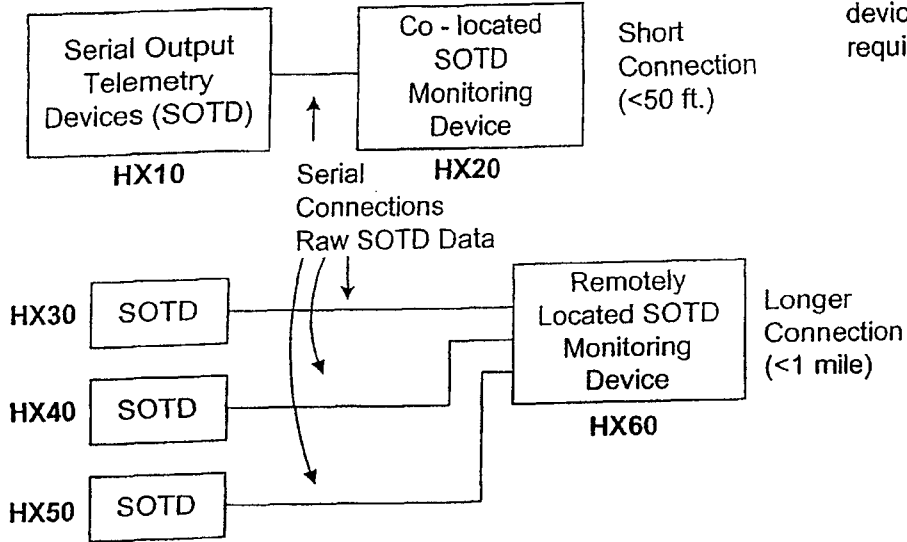 Serial Output
Telemetry
Devices (SOTD)
HX10
Co - located
SOTD
Monitoring
Device
HX20
Short
Connection
(<50 ft.)
Serial
Connections
Raw SOTD Data
HX30
SOTD
HX40
SOTD
HX50
SOTD
Remotely
Located SOTD
Monitoring
Device
HX60
Longer
Connection
(<1 mile)